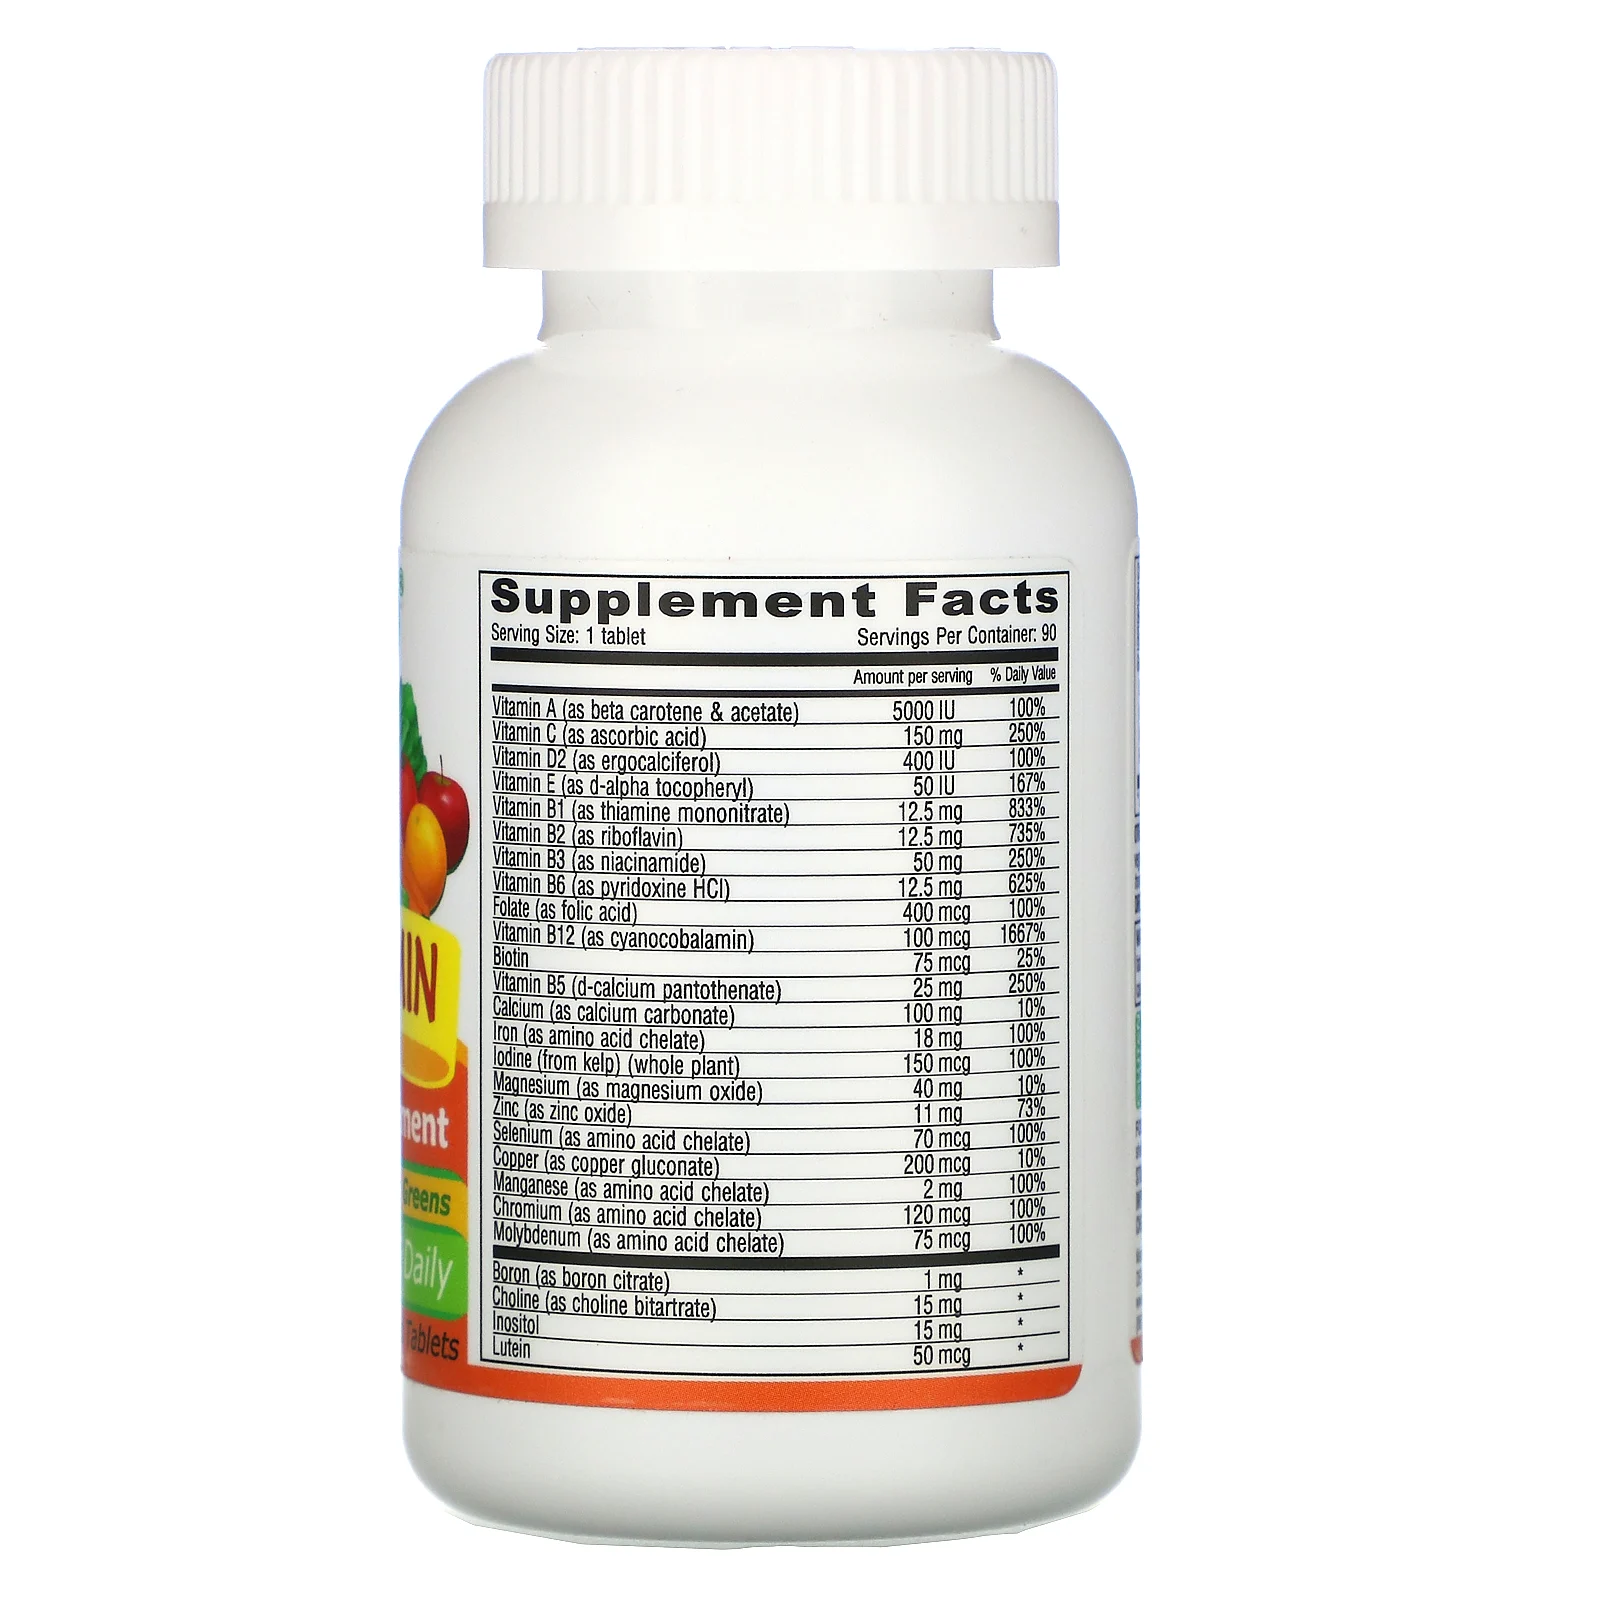 Supplement Facts
Serving Size: 1 tablet Servings Per Container: 90
Amount per serving % Daily Value
Vitamin A (as beta carotene & acetate) 5000 IU 100%
Vitamin C (as ascorbic acid) 150 mg 250%
Vitamin D2 (as ergocalciferol) 400 IU 100%
Vitamin E (as d-alpha tocopheryl) 50 IU 167%
Vitamin B1 (as thiamine mononitrate) 12.5 mg 833%
Vitamin B2 (as riboflavin) 12.5 mg 735%
Vitamin B3 (as niacinamide) 50 mg 250%
Vitamin B6 (as pyridoxine HCl) 12.5 mg 625%
Folate (as folic acid) 400 mcg 100%
Vitamin B12 (as cyanocobalamin) 100 mcg 1667%
Biotin 75 mcg 25%
Vitamin B5 (d-calcium pantothenate) 25 mg 250%
Calcium (as calcium carbonate) 100 mg 10%
Iron (as amino acid chelate) 18 mg 100%
Iodine (from kelp) (whole plant) 150 mcg 100%
Magnesium (as magnesium oxide) 40 mg 10%
Zinc (as zinc oxide) 11 mg 73%
Selenium (as amino acid chelate) 70 mcg 100%
Copper (as copper gluconate) 200 mcg 10%
Manganese (as amino acid chelate) 2 mg 100%
Chromium (as amino acid chelate) 120 mcg 100%
Molybdenum (as amino acid chelate) 75 mcg 100%
Boron (as boron citrate) 1 mg *
Choline (as choline bitartrate) 15 mg *
Inositol 15 mg *
Lutein 50 mcg *
Greens
Daily
Tablets